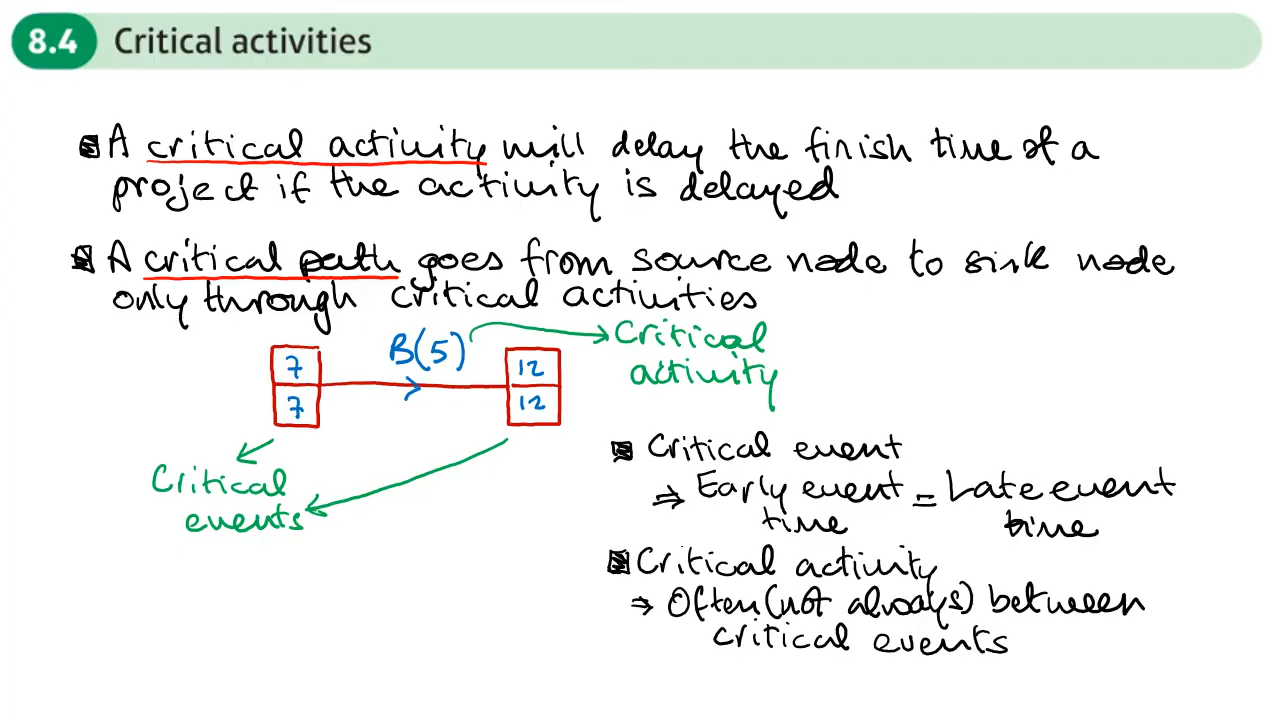 8.4 Critical activities
A critical activity will delay the finish time of a
project if the activity is delayed
A critical path goes from source node to sink node
only through critical activities
B(5)
Critical
activity
7
7
12
12
Critical
events
Critical event
⇒ Early event = Late event
time time
Critical activity
⇒ Often (not always) between
critical events